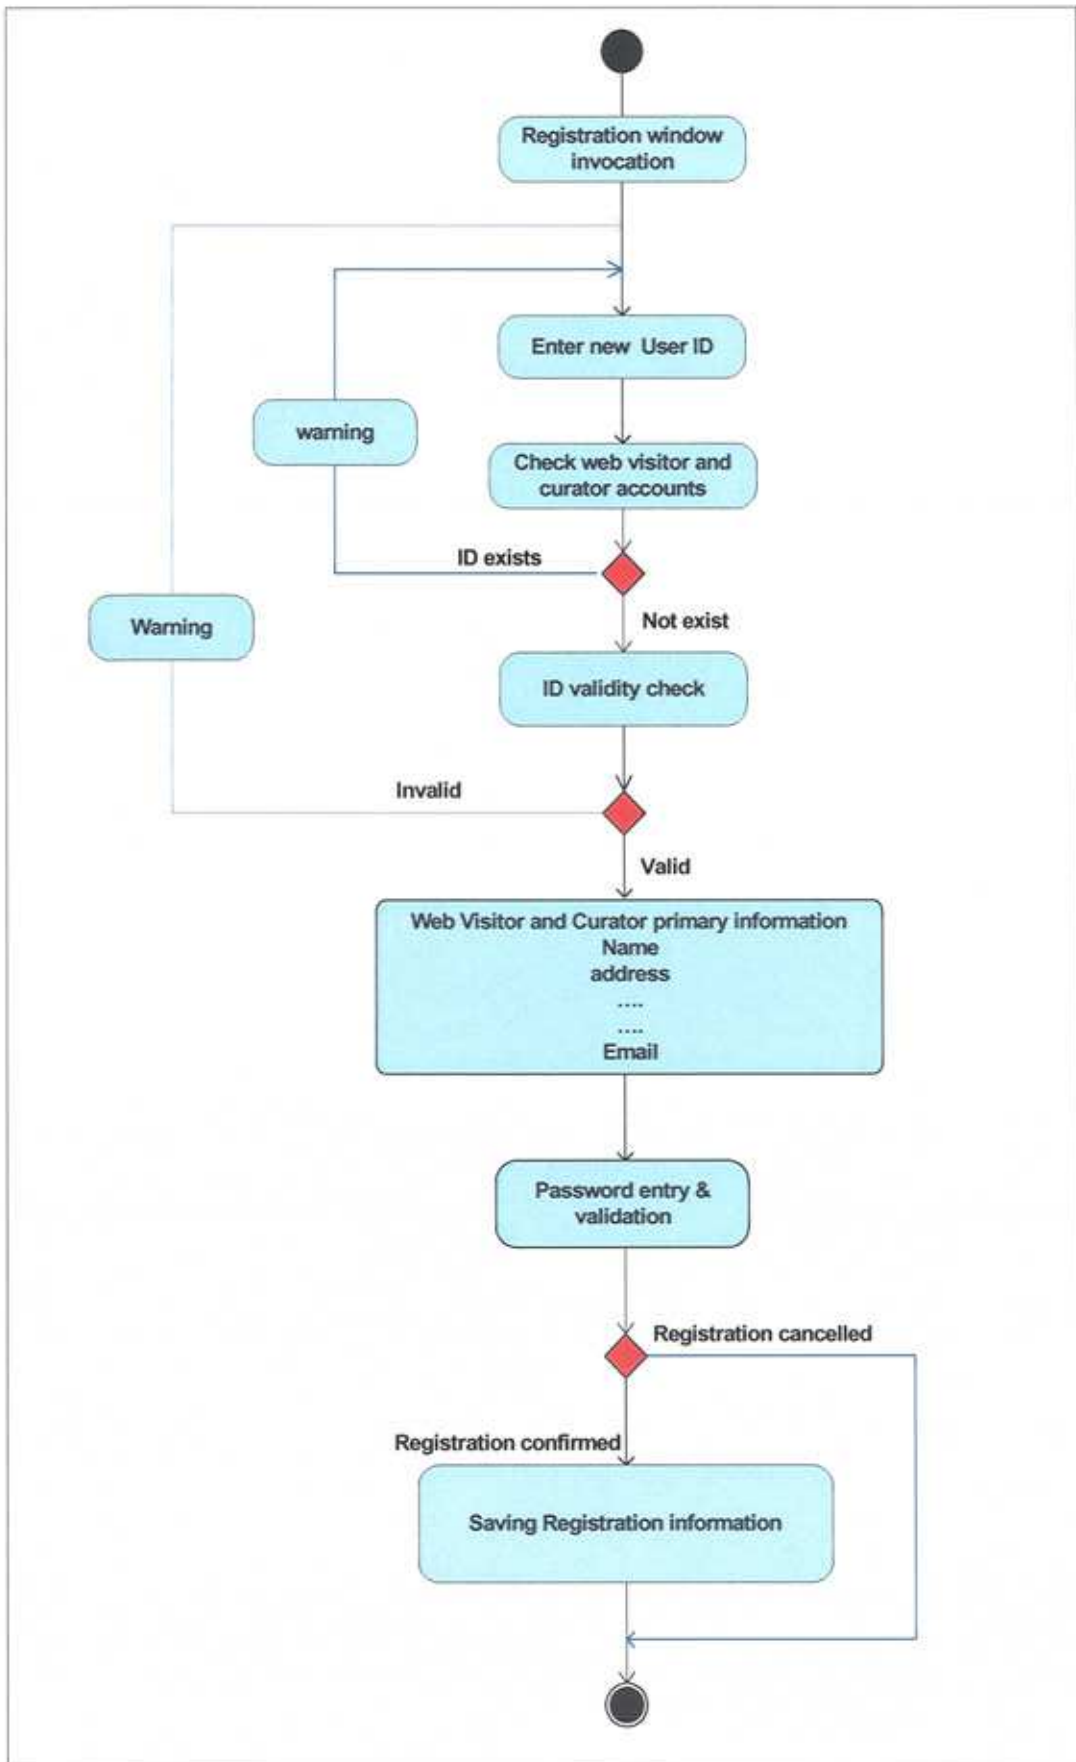 Registration window
invocation
Enter new User ID
warning
Check web visitor and
curator accounts
ID exists
Not exist
Warning
ID validity check
Invalid
Valid
Web Visitor and Curator primary information
Name
address
....
....
Email
Password entry &
validation
Registration cancelled
Registration confirmed
Saving Registration information